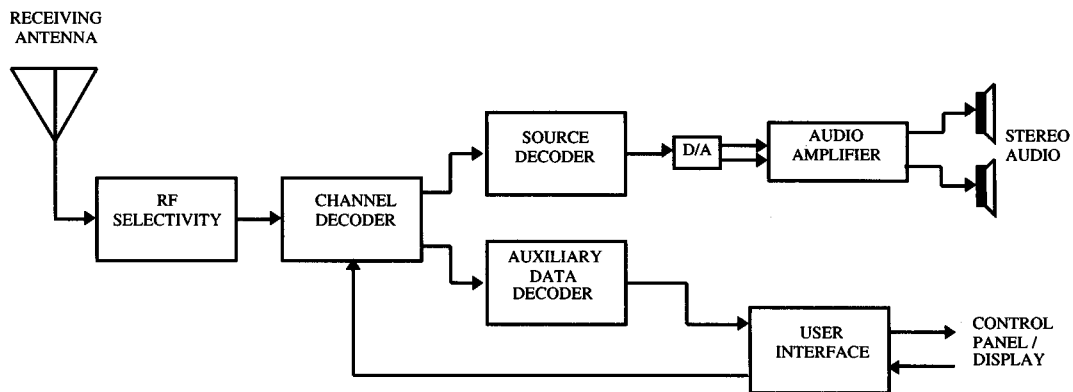 RECEIVING
ANTENNA
RF
SELECTIVITY
CHANNEL
DECODER
SOURCE
DECODER
D/A
AUDIO
AMPLIFIER
STEREO
AUDIO
AUXILIARY
DATA
DECODER
USER
INTERFACE
CONTROL
PANEL /
DISPLAY